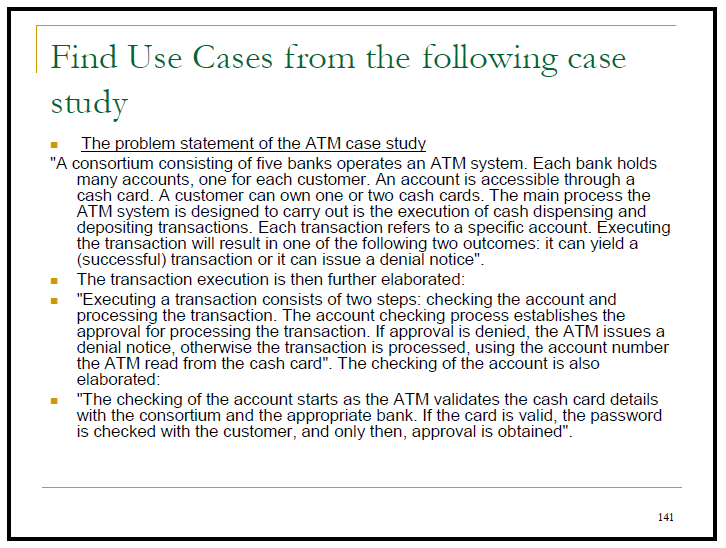 Find Use Cases from the following case
study
The problem statement of the ATM case study
"A consortium consisting of five banks operates an ATM system. Each bank holds
many accounts, one for each customer. An account is accessible through a
cash card. A customer can own one or two cash cards. The main process the
ATM system is designed to carry out is the execution of cash dispensing and
depositing transactions. Each transaction refers to a specific account. Executing
the transaction will result in one of the following two outcomes: it can yield a
(successful) transaction or it can issue a denial notice".
The transaction execution is then further elaborated:
"Executing a transaction consists of two steps: checking the account and
processing the transaction. The account checking process establishes the
approval for processing the transaction. If approval is denied, the ATM issues a
denial notice, otherwise the transaction is processed, using the account number
the ATM read from the cash card". The checking of the account is also
elaborated:
"The checking of the account starts as the ATM validates the cash card details
with the consortium and the appropriate bank. If the card is valid, the password
is checked with the customer, and only then, approval is obtained".
141